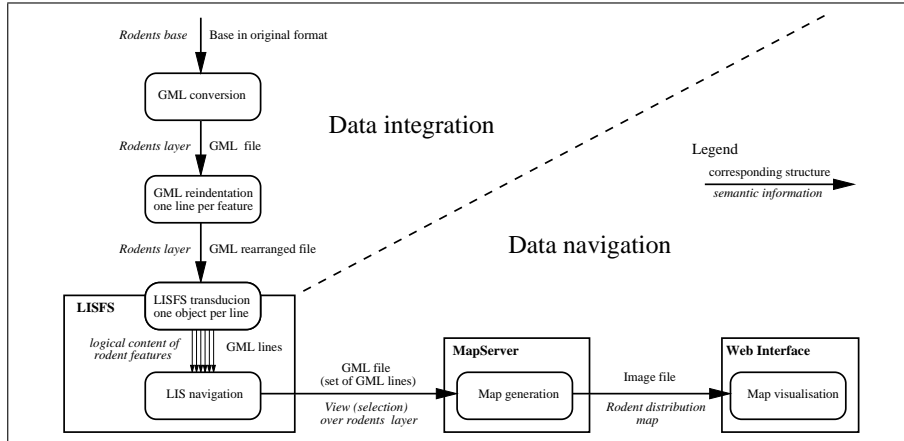 Rodents base
Base in original format
GML conversion
Data integration
Rodents layer
GML file
Legend
corresponding structure
semantic information
GML reindentation
one line per feature
Rodents layer
GML rearranged file
Data navigation
LISFS
LISFS transducion
one object per line
logical content of
rodent features
GML lines
LIS navigation
GML file
(set of GML lines)
View (selection)
over rodents layer
MapServer
Map generation
Image file
Rodent distribution
map
Web Interface
Map visualisation